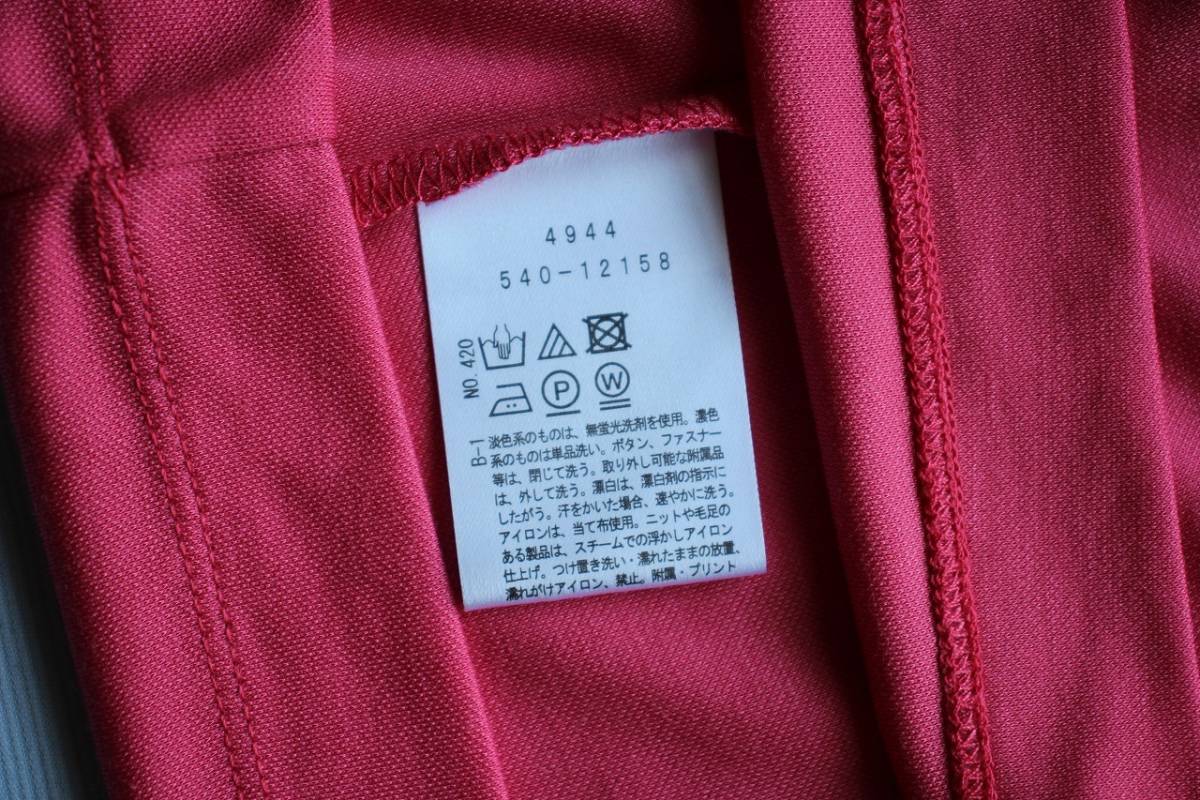 4944
540-12158
NO. 420
P W
B-1
淡色系のものは、無蛍光洗剤を使用。濃色
系のものは単品洗い。ボタン、ファスナー
等は、閉じて洗う。取り外し可能な附属品
は、外して洗う。漂白は、漂白剤の指示に
したがう。汗をかいた場合、速やかに洗う。
アイロンは、当て布使用。ニットや毛足の
ある製品は、スチームでの浮かしアイロン
仕上げ。つけ置き洗い・濡れたままの放置、
濡れがけアイロン、禁止。附属・プリント